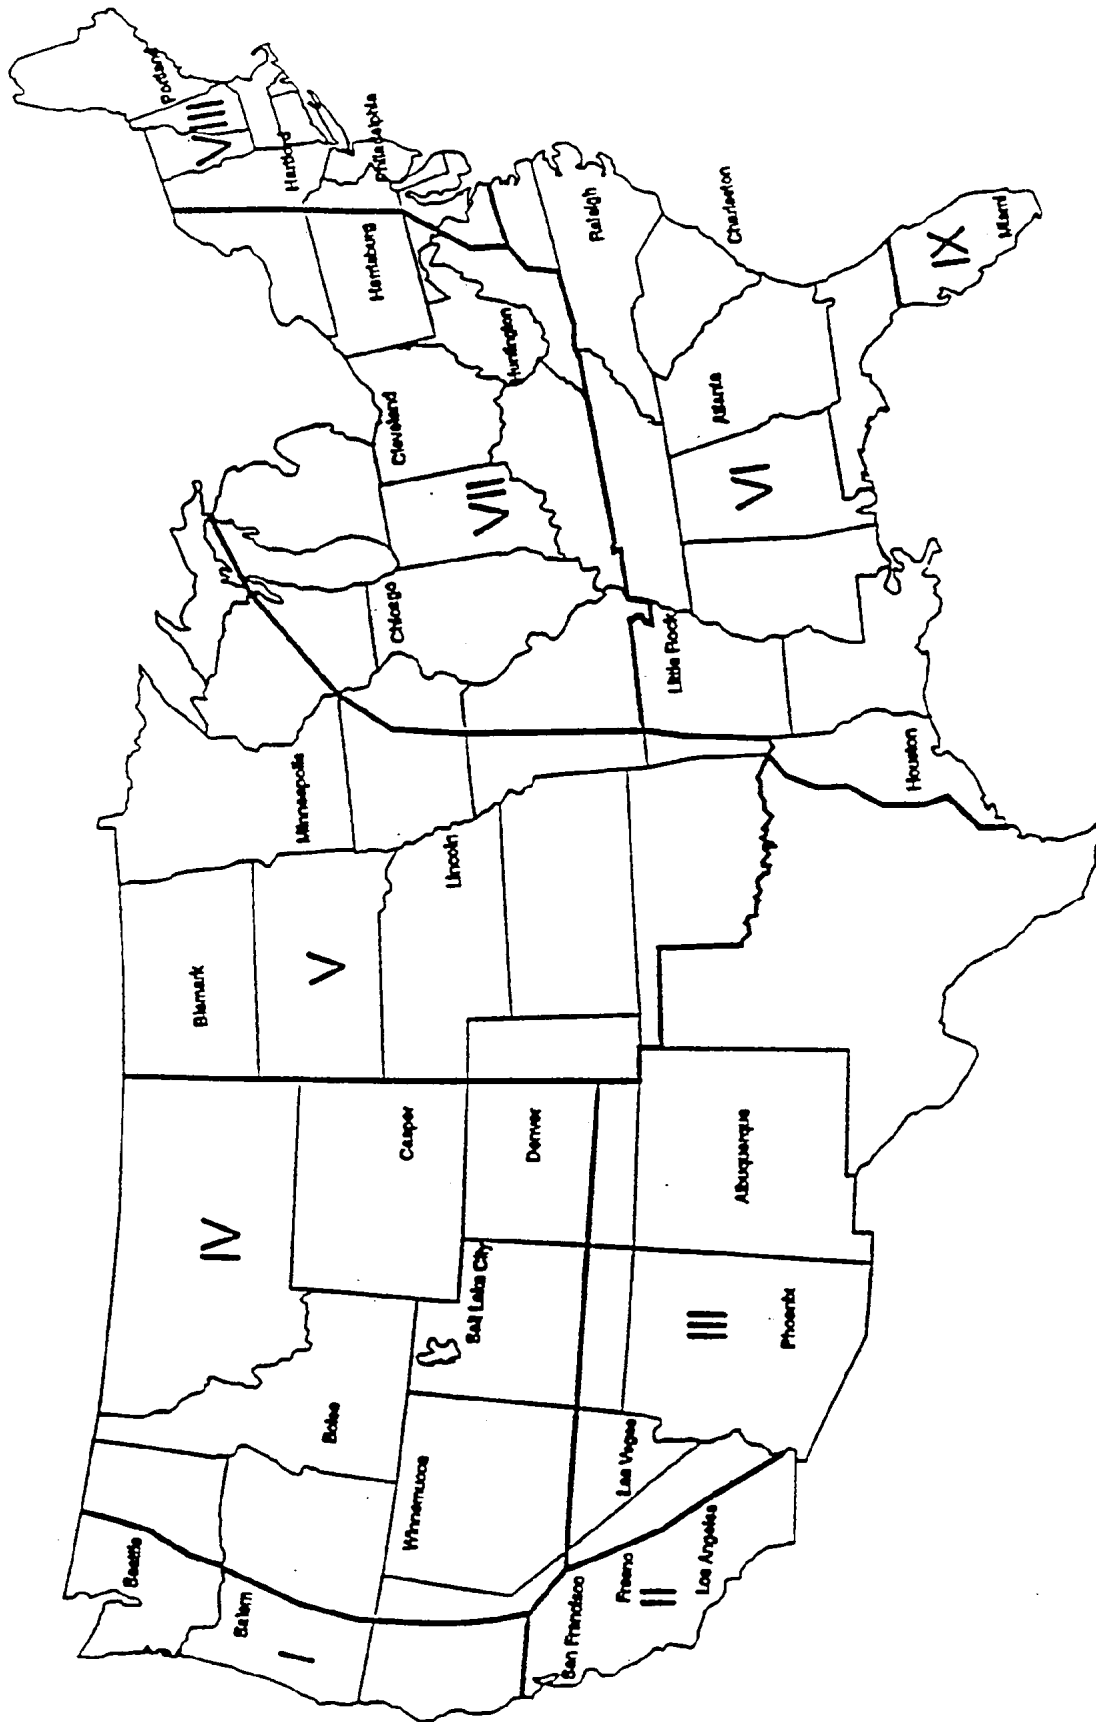 Seattle
Salem
I
San Francisco
Fresno
II
Los Angeles
Las Vegas
Winnemucca
Boise
Salt Lake City
IV
Casper
Denver
III
Phoenix
Albuquerque
Bismark
V
Lincoln
Minneapolis
Houston
Little Rock
Chicago
VII
Cleveland
Huntington
VI
Atlanta
Harrisburg
Raleigh
Charleston
IX
Miami
Portland
VIII
Hartford
Philadelphia